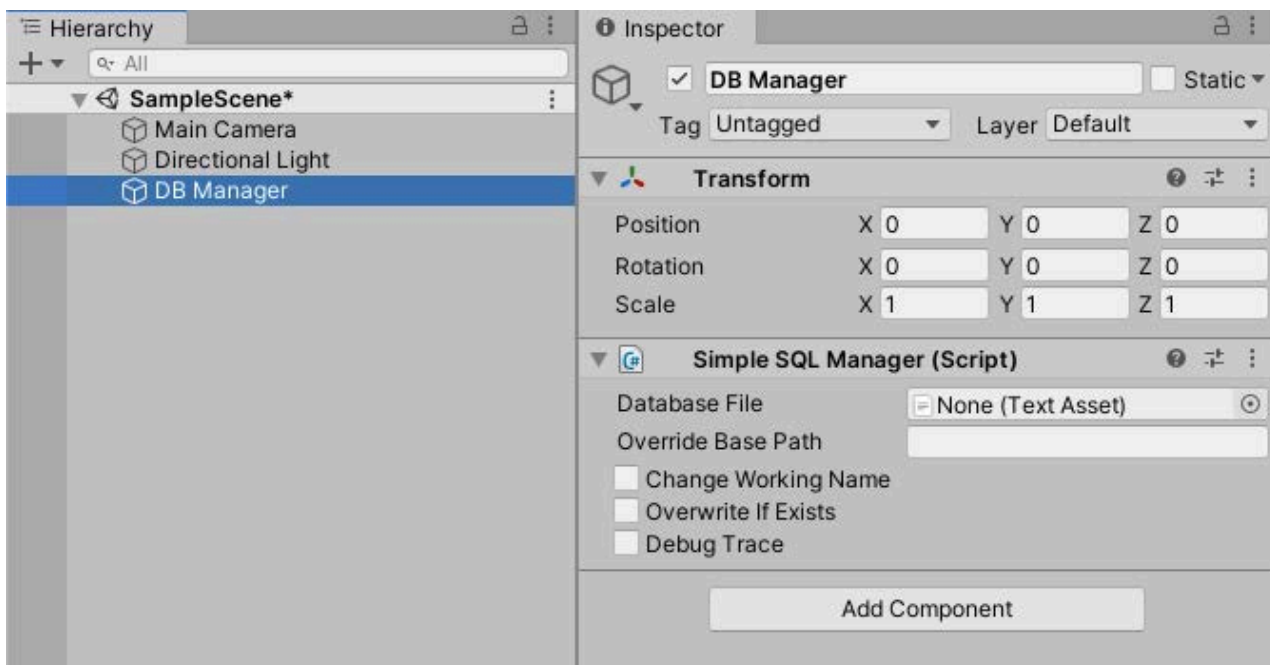 Hierarchy
All
SampleScene*
Main Camera
Directional Light
DB Manager
Inspector
DB Manager
Static
Tag Untagged Layer Default
Transform
Position X 0 Y 0 Z 0
Rotation X 0 Y 0 Z 0
Scale X 1 Y 1 Z 1
Simple SQL Manager (Script)
Database File None (Text Asset)
Override Base Path
Change Working Name
Overwrite If Exists
Debug Trace
Add Component